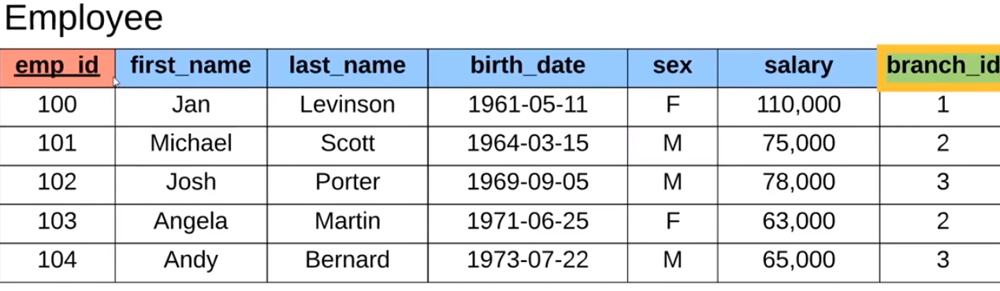 Employee
emp_id first_name last_name birth_date sex salary branch_id
100 Jan Levinson 1961-05-11 F 110,000 1
101 Michael Scott 1964-03-15 M 75,000 2
102 Josh Porter 1969-09-05 M 78,000 3
103 Angela Martin 1971-06-25 F 63,000 2
104 Andy Bernard 1973-07-22 M 65,000 3